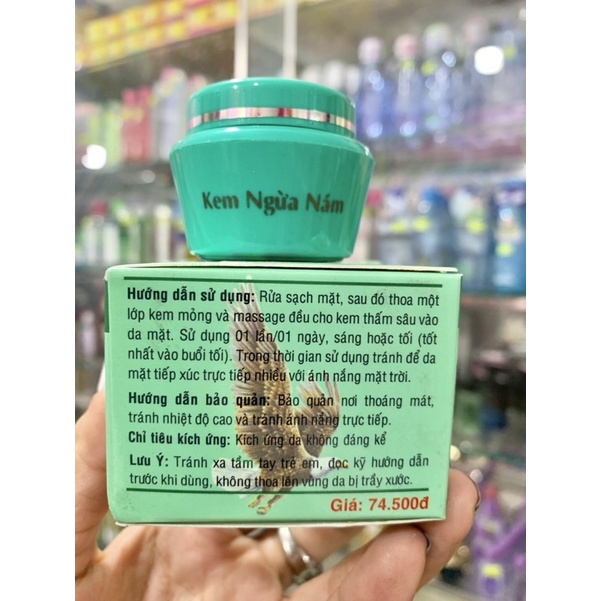 Kem Ngừa Nám
Hướng dẫn sử dụng: Rửa sạch mặt, sau đó thoa một
lớp kem mỏng và massage đều cho kem thấm sâu vào
da mặt. Sử dụng 01 lần/01 ngày, sáng hoặc tối (tốt
nhất vào buổi tối). Trong thời gian sử dụng tránh để da
mặt tiếp xúc trực tiếp nhiều với ánh nắng mặt trời.
Hướng dẫn bảo quản: Bảo quản nơi thoáng mát,
tránh nhiệt độ cao và tránh ánh nắng trực tiếp.
Chỉ tiêu kích ứng: Kích ứng da không đáng kể
Lưu Ý: Tránh xa tầm tay trẻ em, đọc kỹ hướng dẫn
trước khi dùng, không thoa lên vùng da bị trầy xước.
Giá: 74.500đ